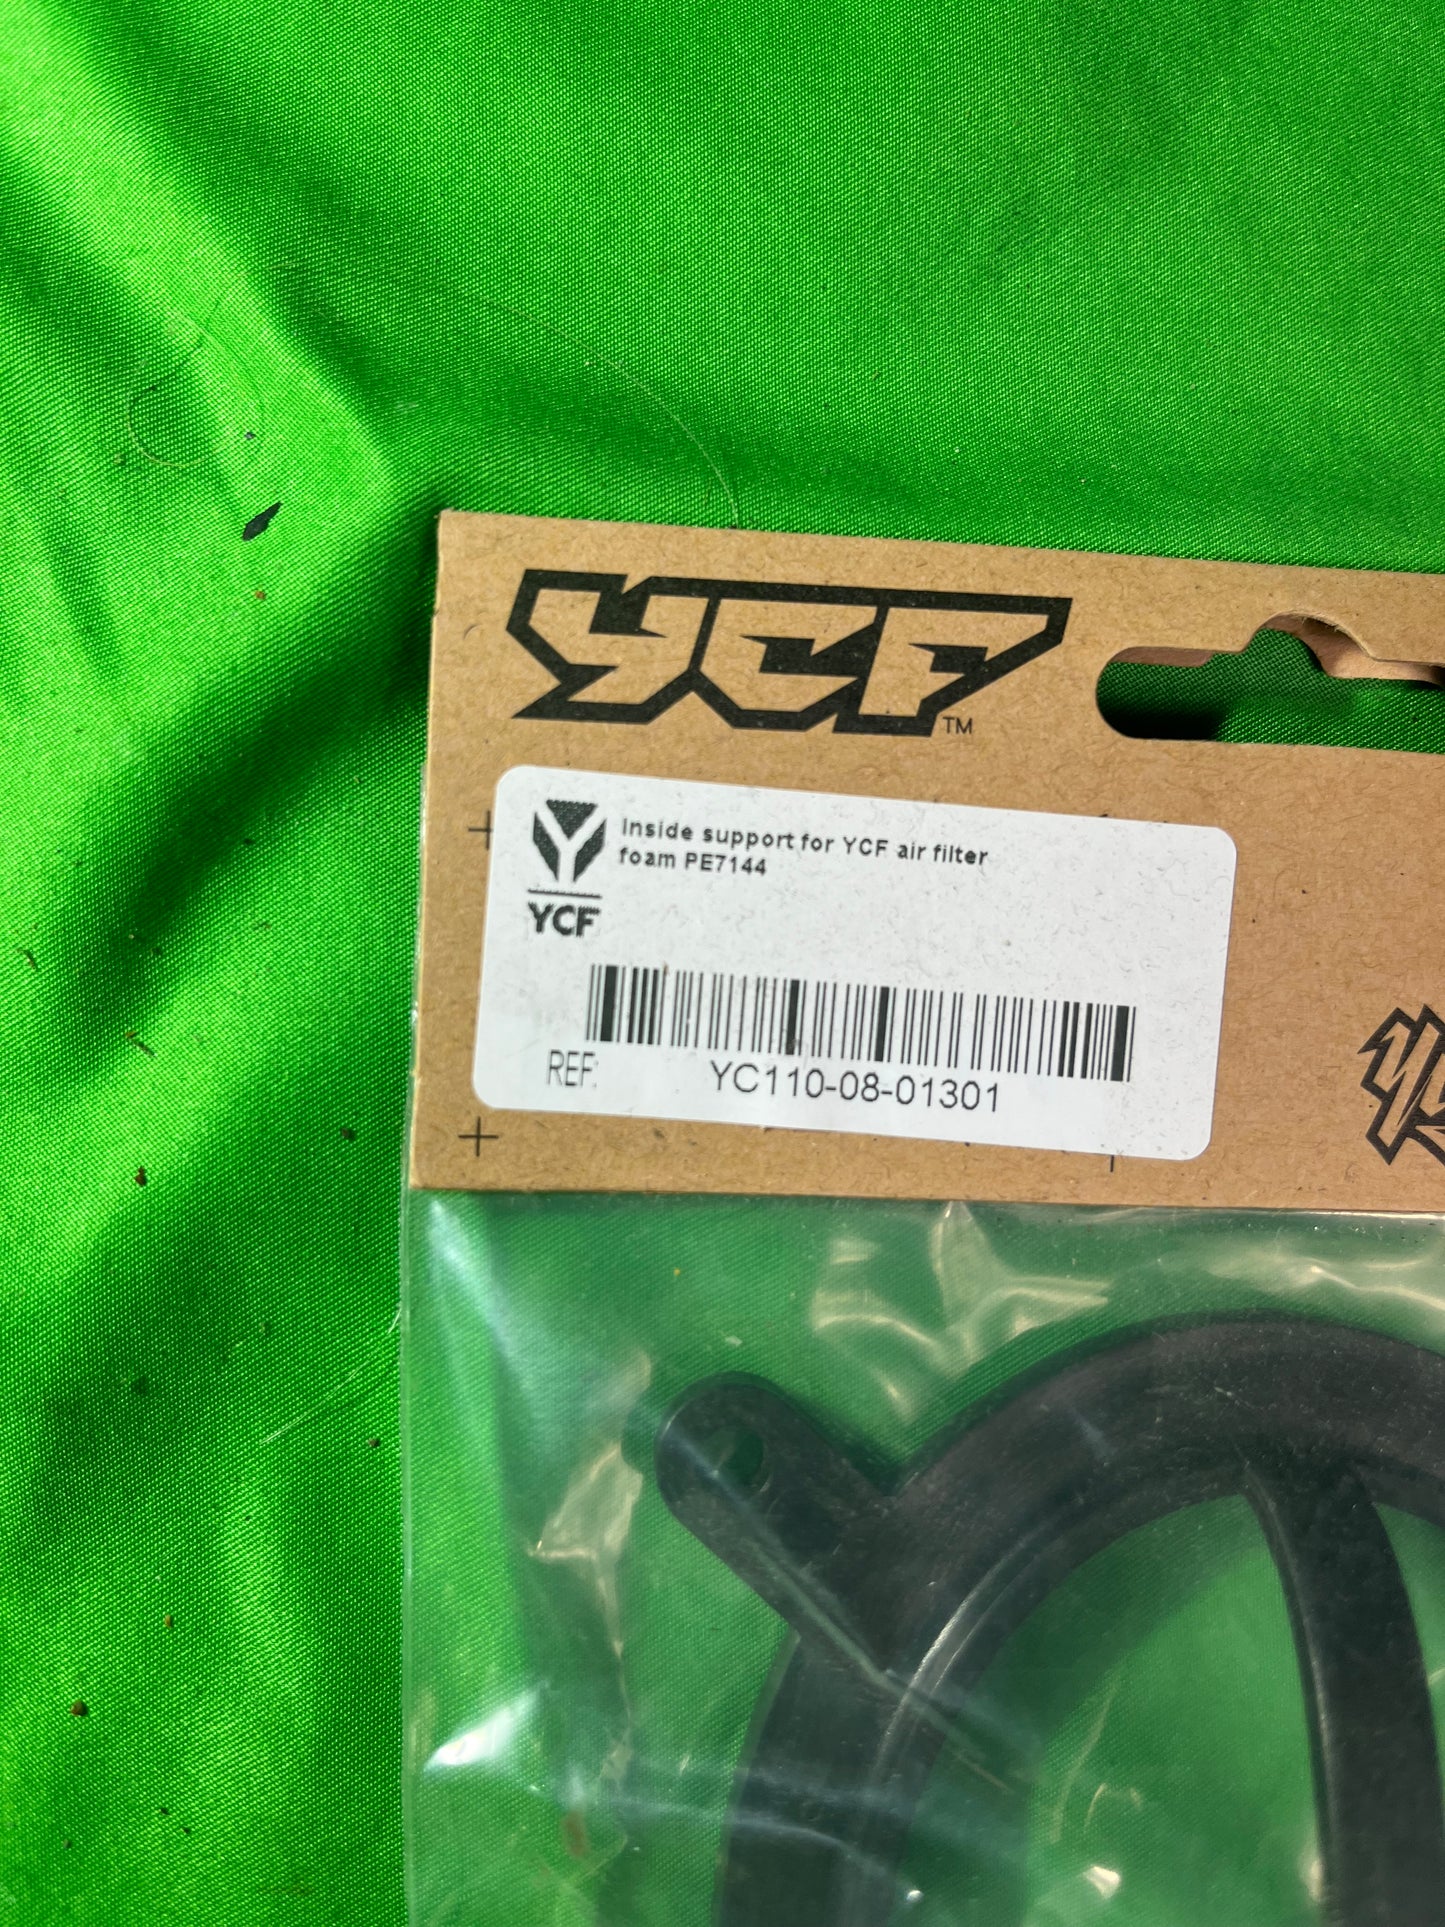 YCF TM
Inside support for YCF air filter
foam PE7144
YCF
REF:
YC110-08-01301